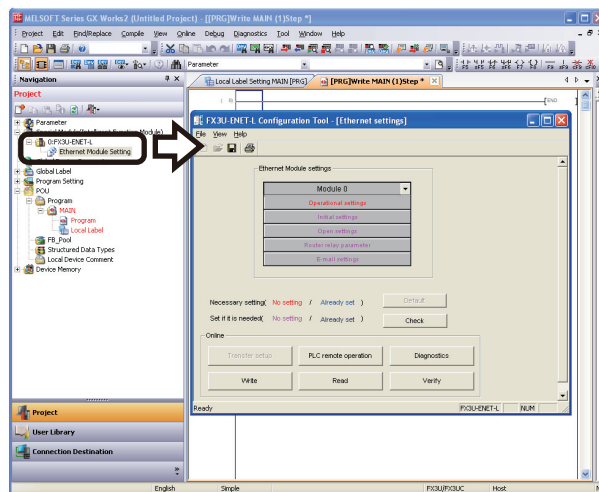 MELSOFT Series GX Works2 (Untitled Project) - [[PRG]Write MAIN (1)Step *]
Project Edit Find/Replace Compile View Online Debug Diagnostics Tool Window Help
Parameter
Navigation
Local Label Setting MAIN [PRG] [PRG]Write MAIN (1)Step *
Project
Parameter
0:FX3U-ENET-L
Ethernet Module Setting
Global Label
Program Setting
POU
Program
MAIN
Program
Local Label
FB_Pool
Structured Data Types
Local Device Comment
Device Memory
Project
User Library
Connection Destination
END
FX3U-ENET-L Configuration Tool - [Ethernet settings]
File View Help
Ethernet Module settings
Module 0
Operational settings
Initial settings
Open settings
Router relay parameter
E-mail settings
Necessary setting( No setting / Already set ) Default
Set if it is needed( No setting / Already set ) Check
Online
Transfer setup PLC remote operation Diagnostics
Write Read Verify
Ready FX3U-ENET-L NUM
English Simple FX3U/FX3UC Host